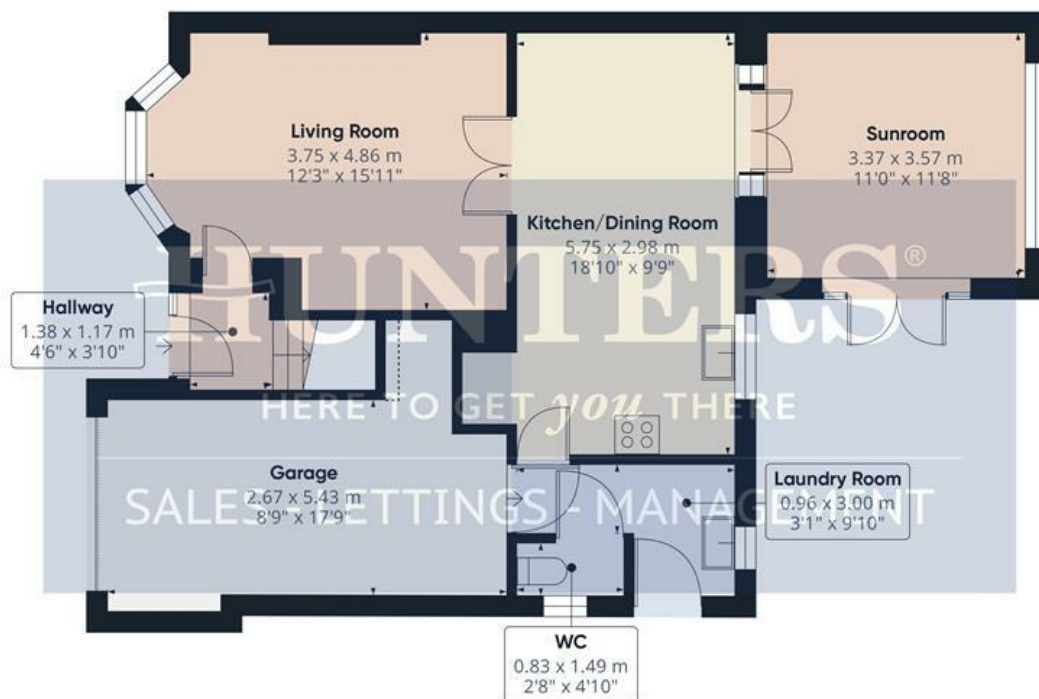 Living Room
3.75 x 4.86 m
12'3" x 15'11"
Sunroom
3.37 x 3.57 m
11'0" x 11'8"
Kitchen/Dining Room
5.75 x 2.98 m
18'10" x 9'9"
HUNTERS®
Hallway
1.38 x 1.17 m
4'6" x 3'10"
HERE TO GET you THERE
Garage
2.67 x 5.43 m
8'9" x 17'9"
Laundry Room
0.96 x 3.00 m
3'1" x 9'10"
SALES - LETTINGS - MANAGEMENT
WC
0.83 x 1.49 m
2'8" x 4'10"